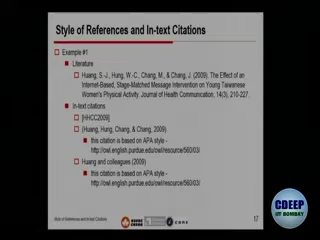 Style of References and In-text Citations
Example #1
Literature
Huang, S. -J., Hung, W. -C., Chang, M., & Chang, J. (2009). The Effect of an
Internet-Based, Stage-Matched Message Intervention on Young Taiwanese
Women's Physical Activity. Journal of Health Communication, 14(3), 210-227.
In-text citations
[HHCC2009]
(Huang, Hung, Chang, & Chang, 2009)
this citation is based on APA style -
http://owl.english.purdue.edu/owl/resource/560/03/
Huang and colleagues (2009)
this citation is based on APA style -
http://owl.english.purdue.edu/owl/resource/560/03/
Style of References and In-text Citations
17
CDEEP
IIT BOMBAY